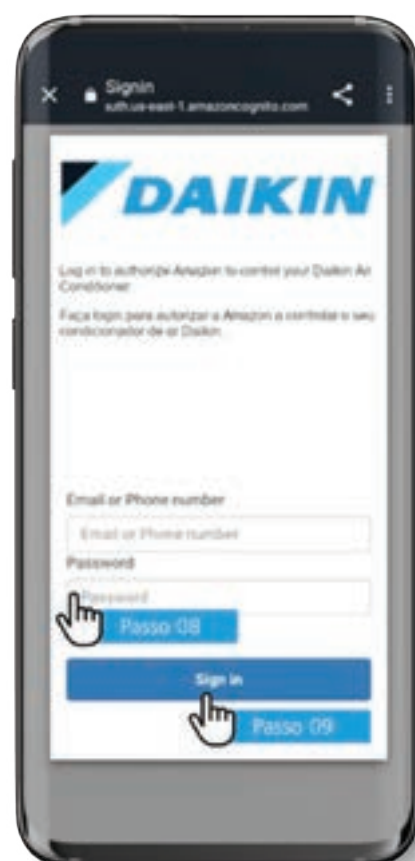 Signin
auth.us-east-1.amazoncognito.com
DAIKIN
Log in to authorize Amazon to control your Daikin Air
Conditioner.
Faça login para autorizar a Amazon a controlar o seu
condicionador de ar Daikin.
Email or Phone number
Email or Phone number
Password
Password
Passo 08
Sign in
Passo 09